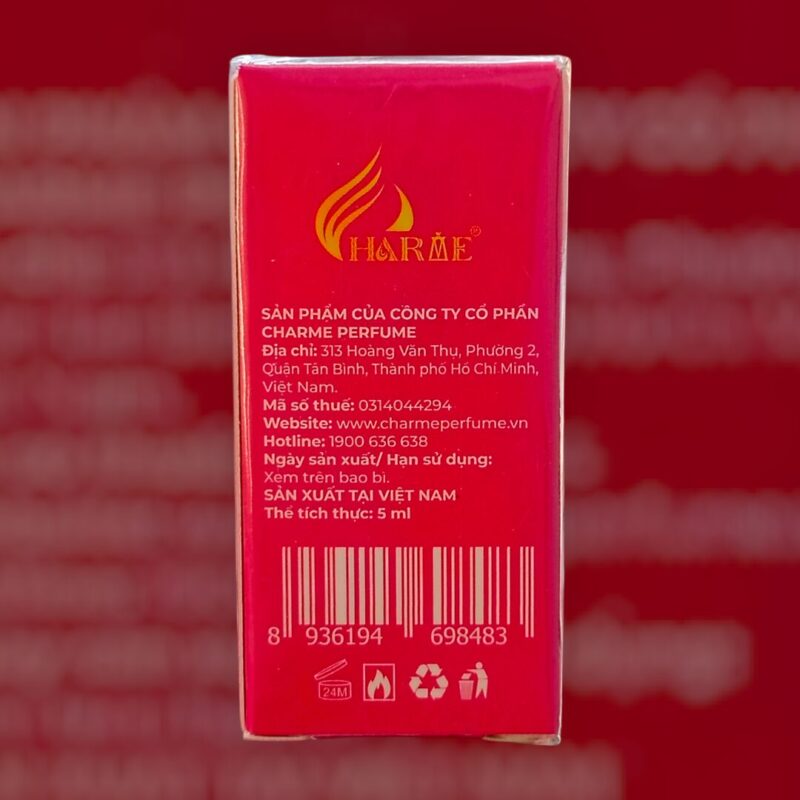 CHARME
SẢN PHẨM CỦA CÔNG TY CỔ PHẦN
CHARME PERFUME
Địa chỉ: 313 Hoàng Văn Thụ, Phường 2,
Quận Tân Bình, Thành phố Hồ Chí Minh,
Việt Nam.
Mã số thuế: 0314044294
Website: www.charmeperfume.vn
Hotline: 1900 636 638
Ngày sản xuất/ Hạn sử dụng:
Xem trên bao bì.
SẢN XUẤT TẠI VIỆT NAM
Thể tích thực: 5 ml
8 936194 698483
24M